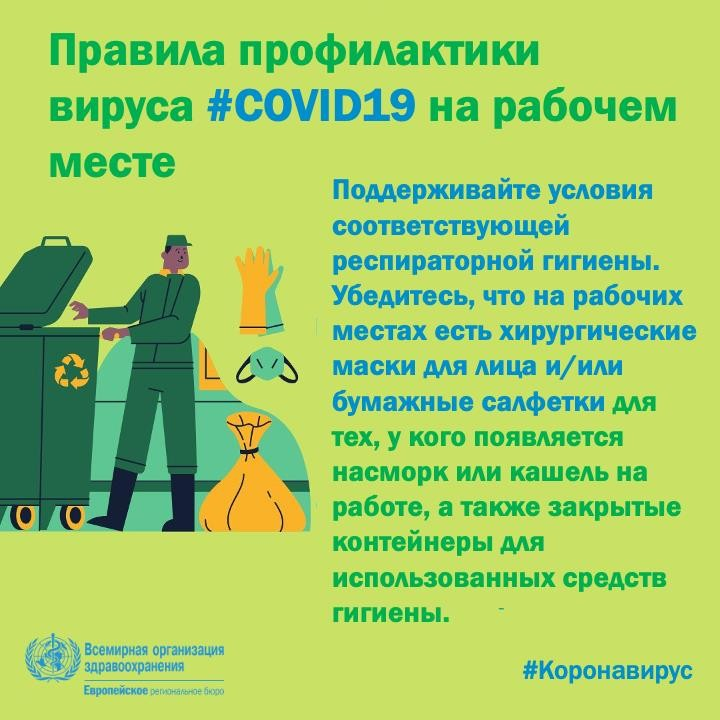 Правила профилактики
вируса #COVID19 на рабочем
месте
Поддерживайте условия
соответствующей
респираторной гигиены.
Убедитесь, что на рабочих
местах есть хирургические
маски для лица и/или
бумажные салфетки для
тех, у кого появляется
насморк или кашель на
работе, а также закрытые
контейнеры для
использованных средств
гигиены.
Всемирная организация
здравоохранения
Европейское региональное бюро
#Коронавирус